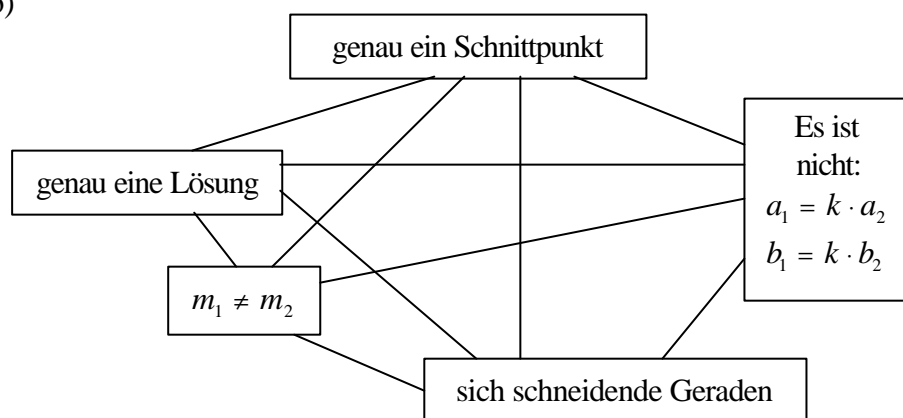 genau ein Schnittpunkt
Es ist
nicht:
a₁ = k · a₂
b₁ = k · b₂
genau eine Lösung
m₁ ≠ m₂
sich schneidende Geraden